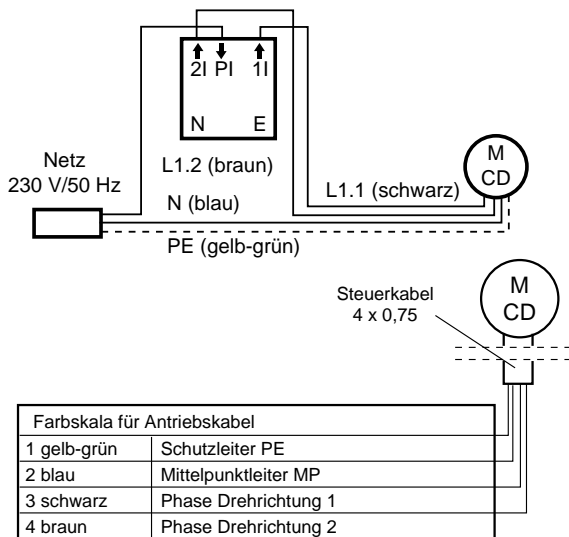 2I PI 1I
N E
Netz
230 V/50 Hz
L1.2 (braun)
N (blau)
L1.1 (schwarz)
PE (gelb-grün)
M
CD
Steuerkabel
4 x 0,75
M
CD
Farbskala für Antriebskabel
1 gelb-grün Schutzleiter PE
2 blau Mittelpunktleiter MP
3 schwarz Phase Drehrichtung 1
4 braun Phase Drehrichtung 2